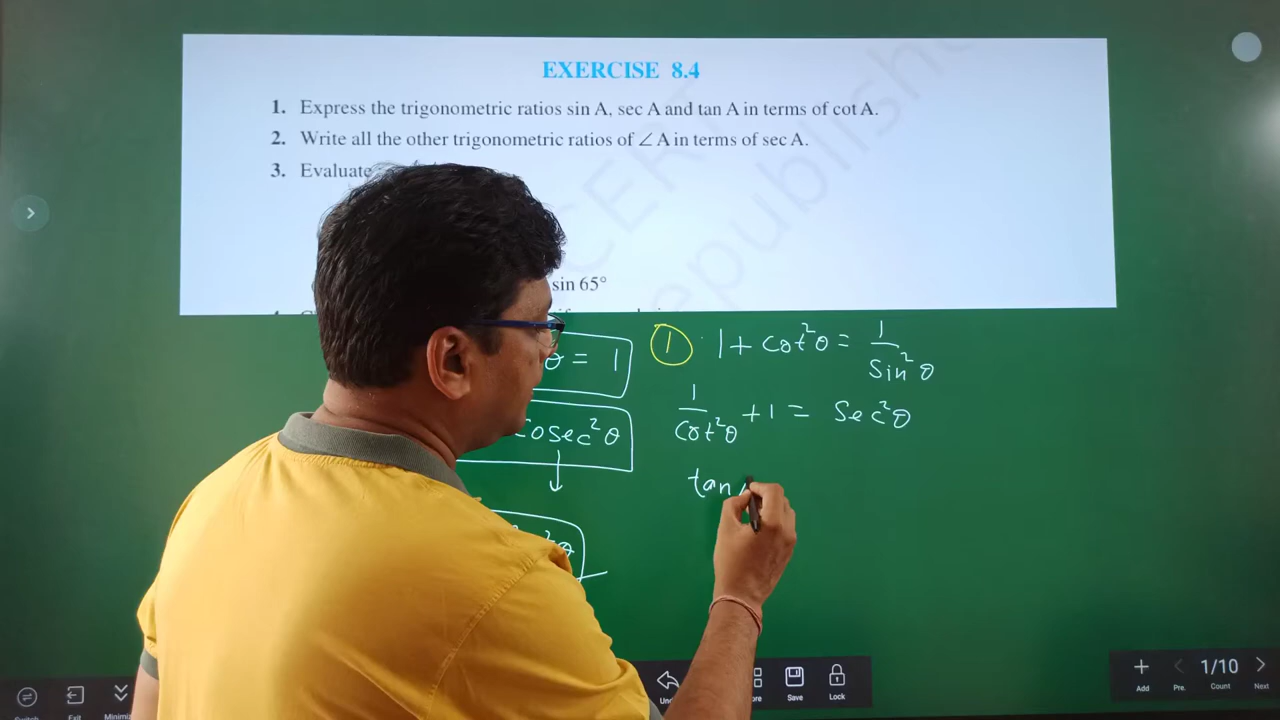 EXERCISE 8.4
1. Express the trigonometric ratios sin A, sec A and tan A in terms of cot A.
2. Write all the other trigonometric ratios of ∠A in terms of sec A.
3. Evaluate
sin 65°
θ = 1
① 1 + cot²θ = 1/Sin²θ
1/cot²θ + 1 = Sec²θ
cosec²θ
tan
²θ
Exit
Save
Lock
Add
Pre.
1/10
Count
Next